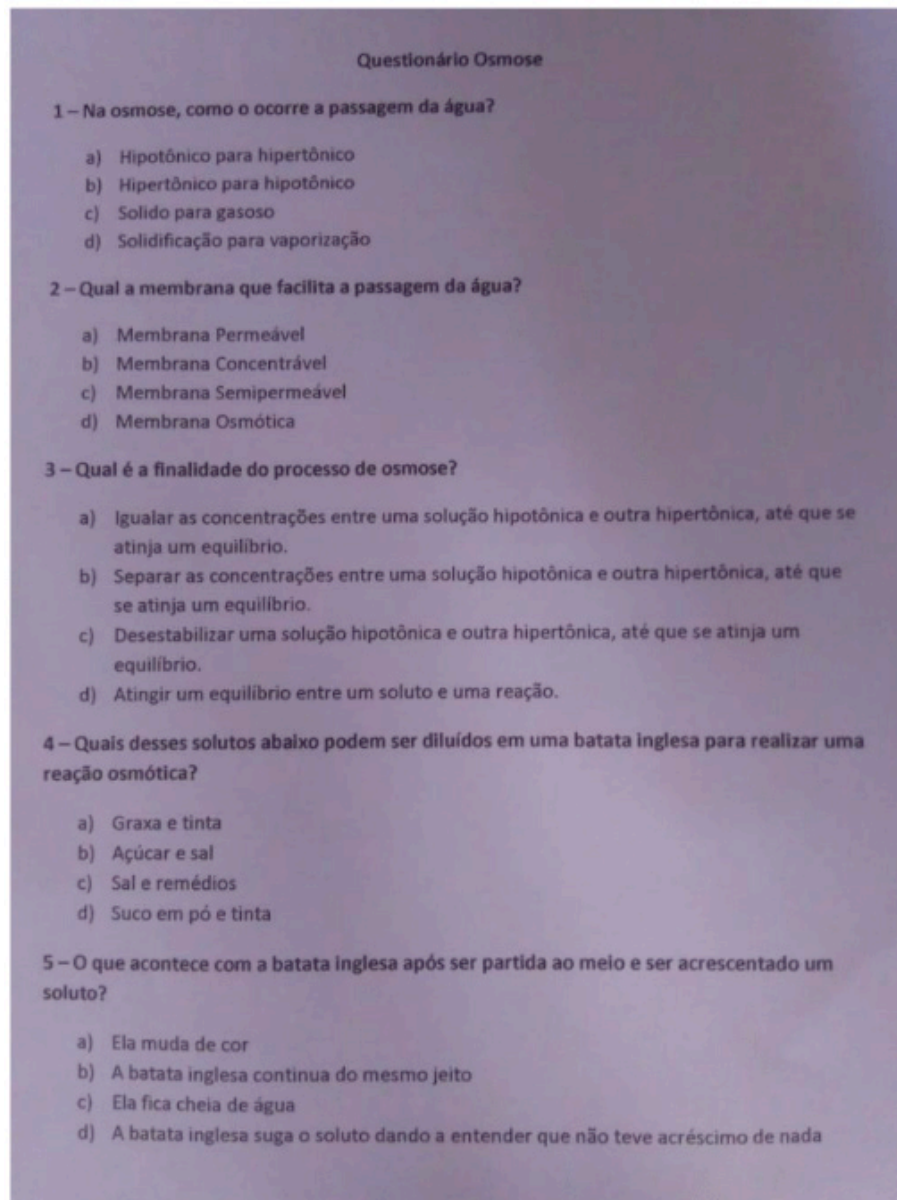 Questionário Osmose
1 – Na osmose, como o ocorre a passagem da água?
a) Hipotônico para hipertônico
b) Hipertônico para hipotônico
c) Solido para gasoso
d) Solidificação para vaporização
2 – Qual a membrana que facilita a passagem da água?
a) Membrana Permeável
b) Membrana Concentrável
c) Membrana Semipermeável
d) Membrana Osmótica
3 – Qual é a finalidade do processo de osmose?
a) Igualar as concentrações entre uma solução hipotônica e outra hipertônica, até que se
atinja um equilíbrio.
b) Separar as concentrações entre uma solução hipotônica e outra hipertônica, até que
se atinja um equilíbrio.
c) Desestabilizar uma solução hipotônica e outra hipertônica, até que se atinja um
equilíbrio.
d) Atingir um equilíbrio entre um soluto e uma reação.
4 – Quais desses solutos abaixo podem ser diluídos em uma batata inglesa para realizar uma
reação osmótica?
a) Graxa e tinta
b) Açúcar e sal
c) Sal e remédios
d) Suco em pó e tinta
5 – O que acontece com a batata inglesa após ser partida ao meio e ser acrescentado um
soluto?
a) Ela muda de cor
b) A batata inglesa continua do mesmo jeito
c) Ela fica cheia de água
d) A batata inglesa suga o soluto dando a entender que não teve acréscimo de nada